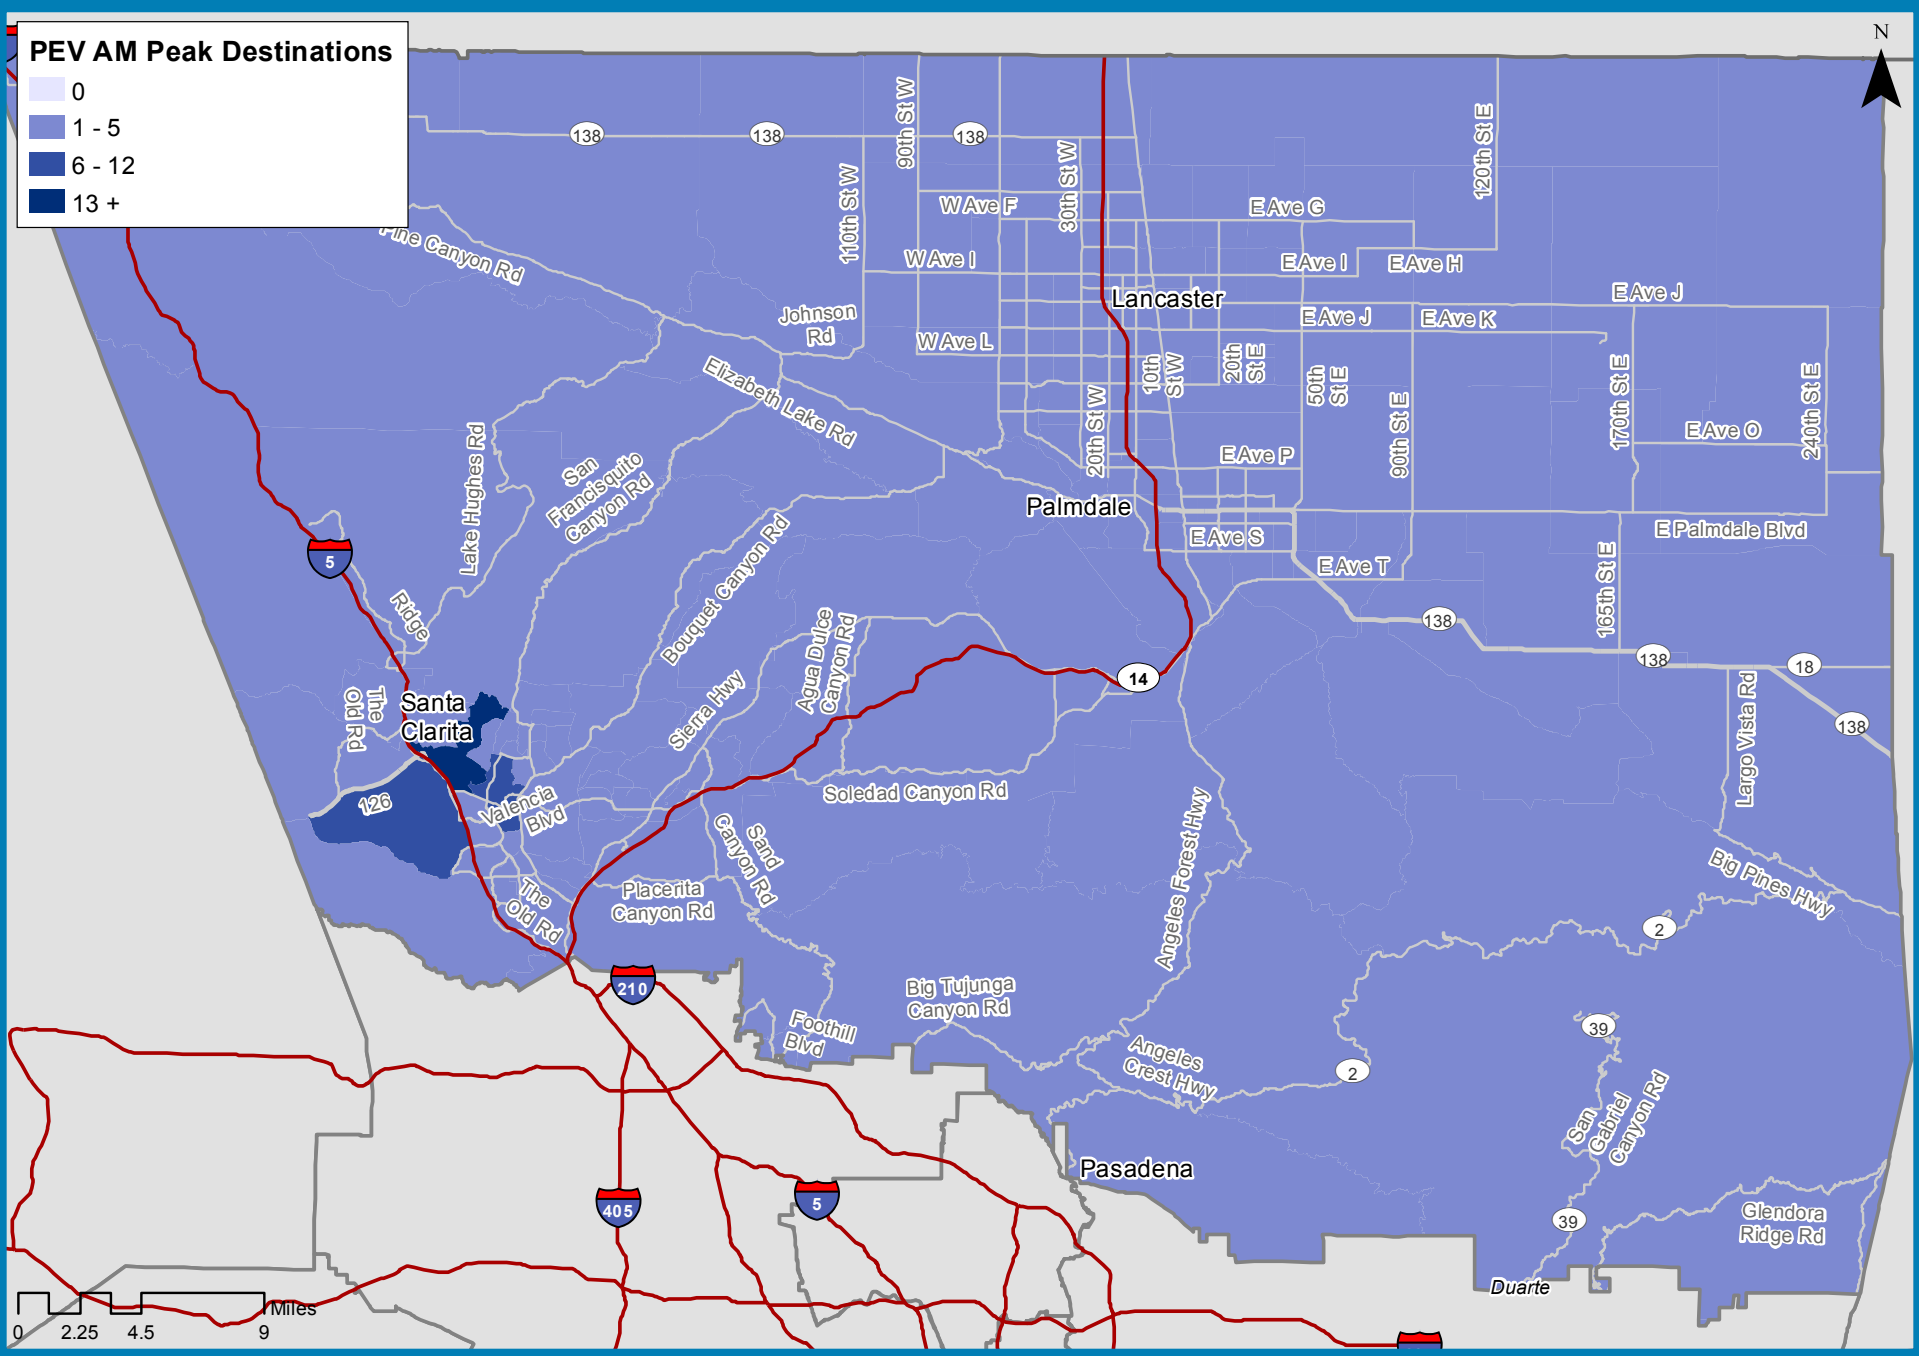 PEV AM Peak Destinations
0
1 - 5
6 - 12
13 +
N
138
138
138
90th St W
110th St W
30th St W
120th St E
W Ave F
E Ave G
Pine Canyon Rd
W Ave I
E Ave I
E Ave H
Lancaster
E Ave J
Johnson
Rd
E Ave J
E Ave K
W Ave L
Elizabeth Lake Rd
10th
St W
20th
St E
50th
St E
170th St E
240th St E
20th St W
90th St E
E Ave O
Lake Hughes Rd
San
Francisquito
Canyon Rd
E Ave P
Palmdale
E Palmdale Blvd
E Ave S
5
Bouquet Canyon Rd
E Ave T
165th St E
Ridge
Agua Dulce
Canyon Rd
138
138
18
14
The
Old Rd
Santa
Clarita
Sierra Hwy
Largo Vista Rd
138
126
Valencia
Blvd
Soledad Canyon Rd
Sand
Canyon Rd
Angeles Forest Hwy
Big Pines Hwy
The
Old Rd
Placerita
Canyon Rd
2
210
Big Tujunga
Canyon Rd
Foothill
Blvd
39
Angeles
Crest Hwy
2
San
Gabriel
Canyon Rd
Pasadena
405
5
39
Glendora
Ridge Rd
Duarte
Miles
0
2.25
4.5
9